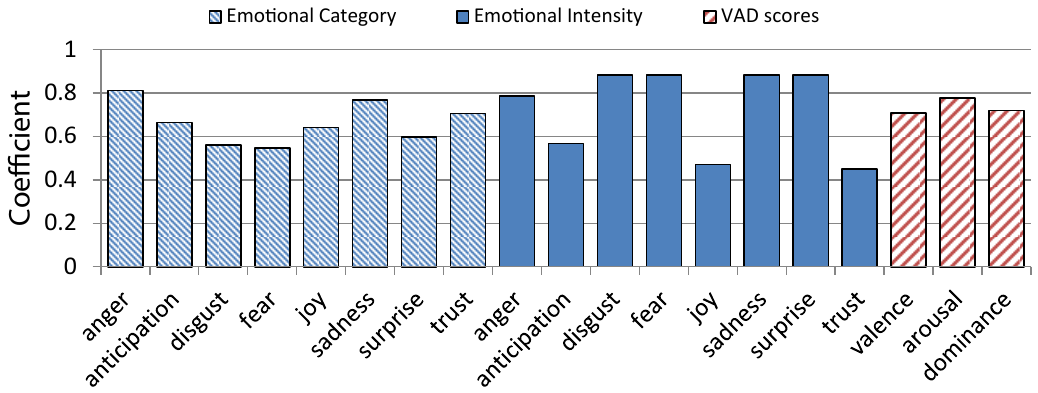 Emotional Category Emotional Intensity VAD scores
1
0.8
0.6
0.4
0.2
0
Coefficient
anger anticipation disgust fear joy sadness surprise trust anger anticipation disgust fear joy sadness surprise trust valence arousal dominance